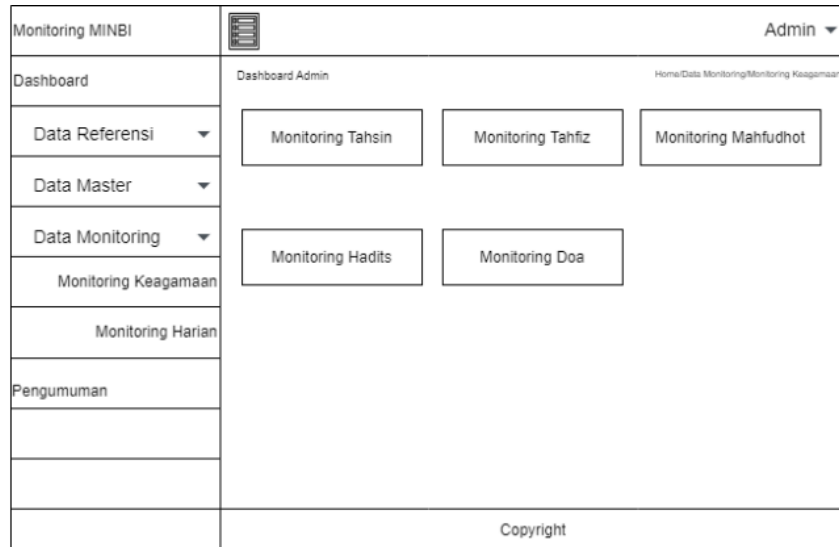 Monitoring MINBI
Admin
Dashboard
Dashboard Admin
Home/Data Monitoring/Monitoring Keagamaan
Data Referensi
Monitoring Tahsin
Monitoring Tahfiz
Monitoring Mahfudhot
Data Master
Data Monitoring
Monitoring Hadits
Monitoring Doa
Monitoring Keagamaan
Monitoring Harian
Pengumuman
Copyright